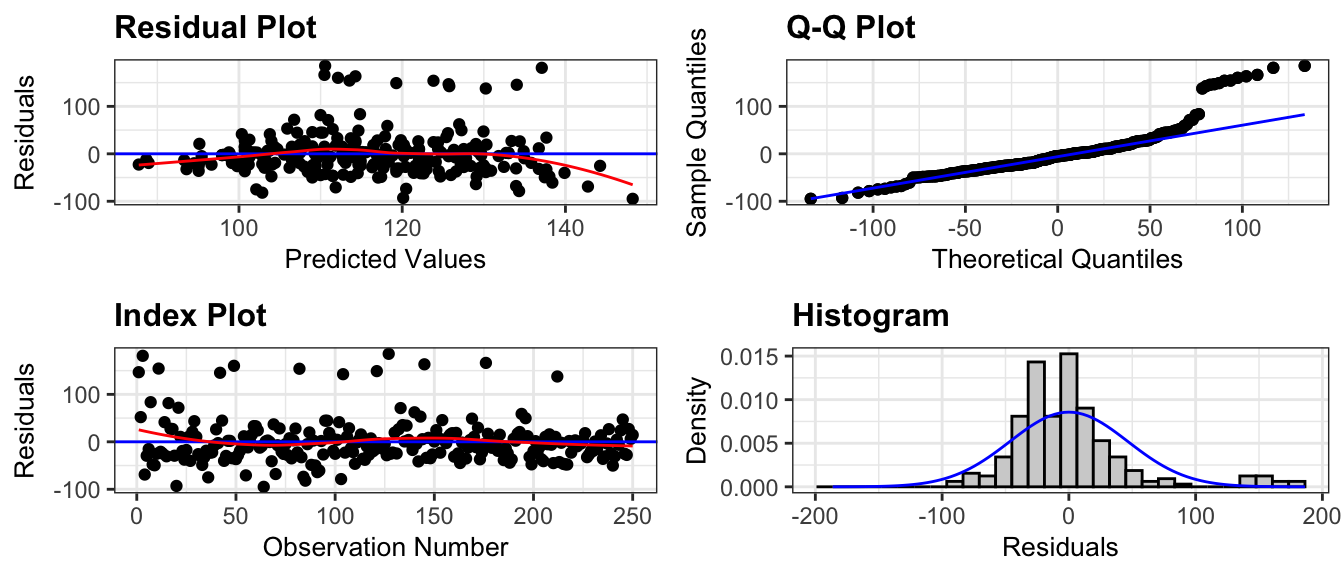 Residual Plot
Residuals
100
0
-100
100
120
140
Predicted Values
Q-Q Plot
Sample Quantiles
100
0
-100
-100
-50
0
50
100
Theoretical Quantiles
Index Plot
Residuals
100
0
-100
0
50
100
150
200
250
Observation Number
Histogram
Density
0.015
0.010
0.005
0.000
-200
-100
0
100
200
Residuals